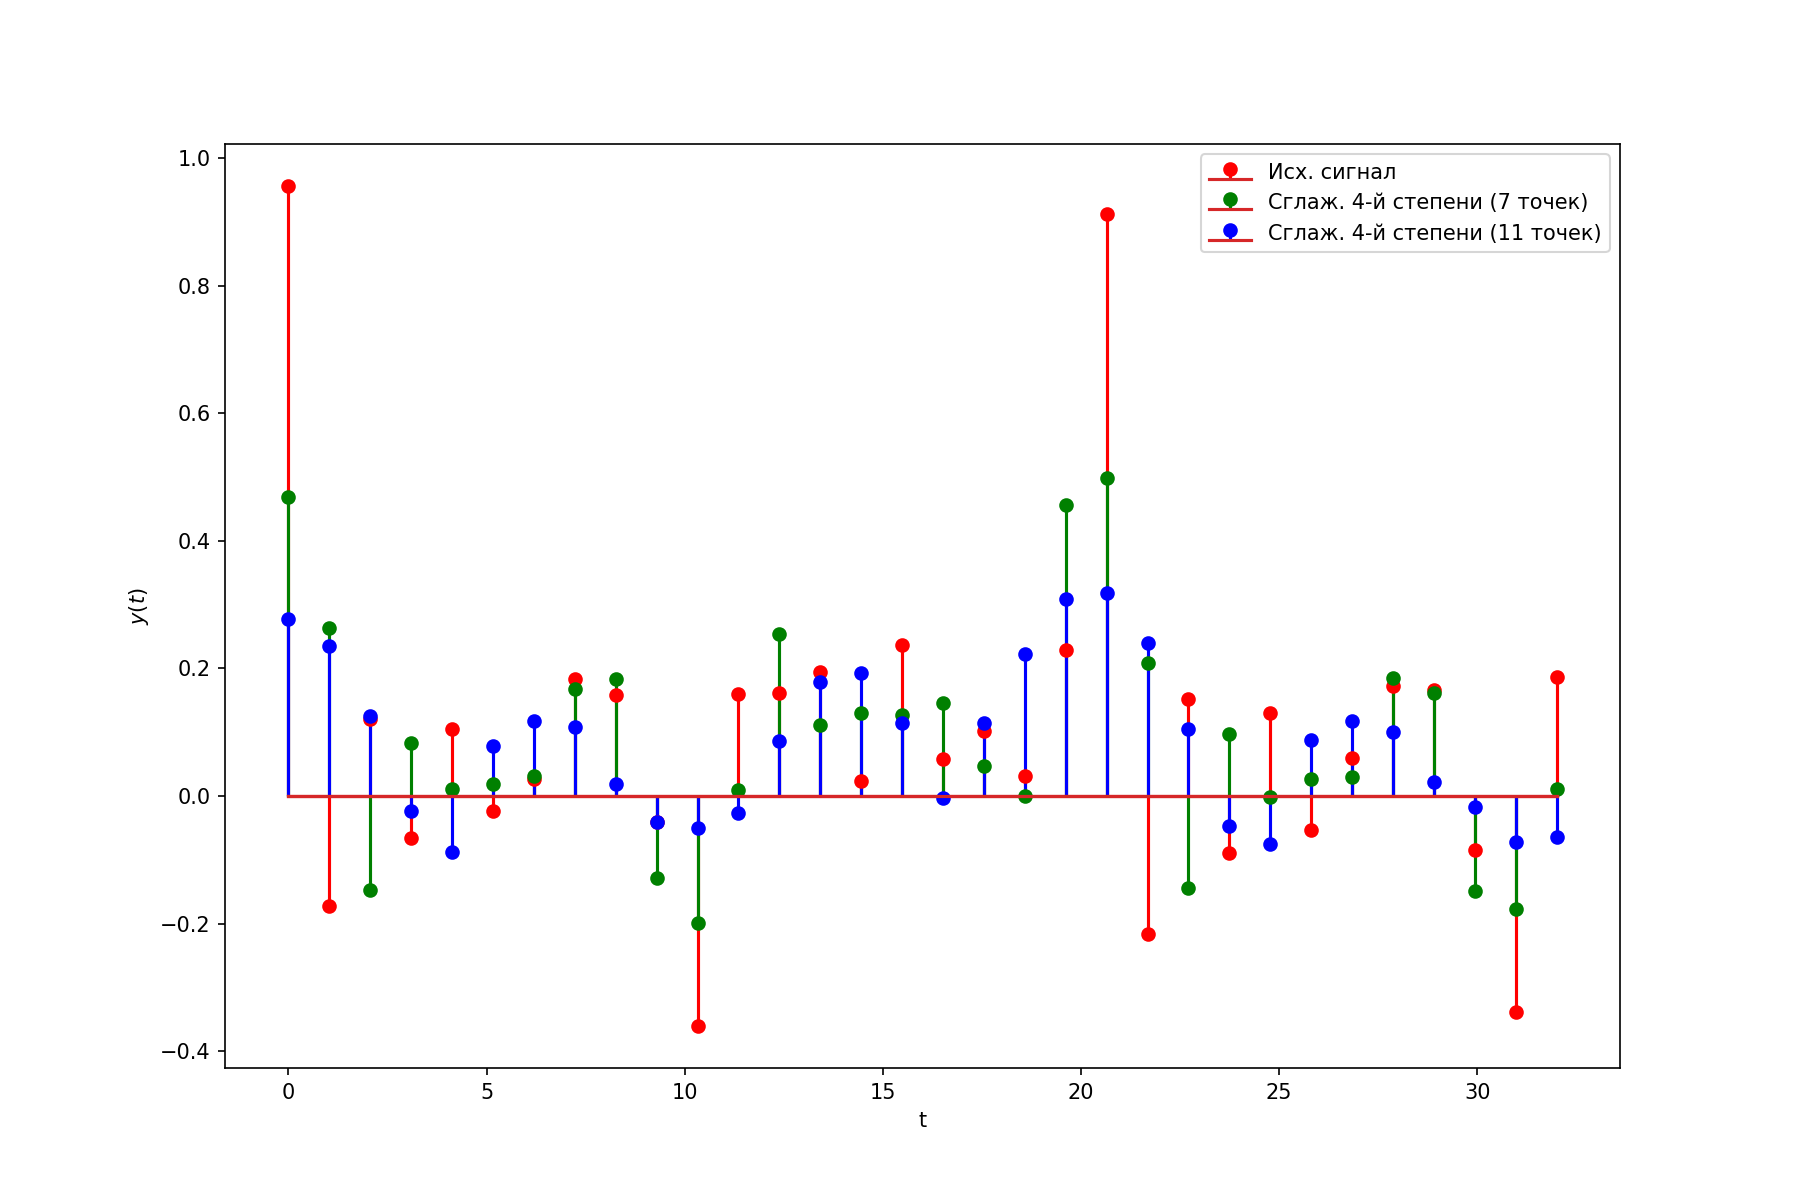 Исх. сигнал
Сглаж. 4-й степени (7 точек)
Сглаж. 4-й степени (11 точек)
1.0
0.8
0.6
0.4
0.2
0.0
−0.2
−0.4
y(t)
0 5 10 15 20 25 30
t